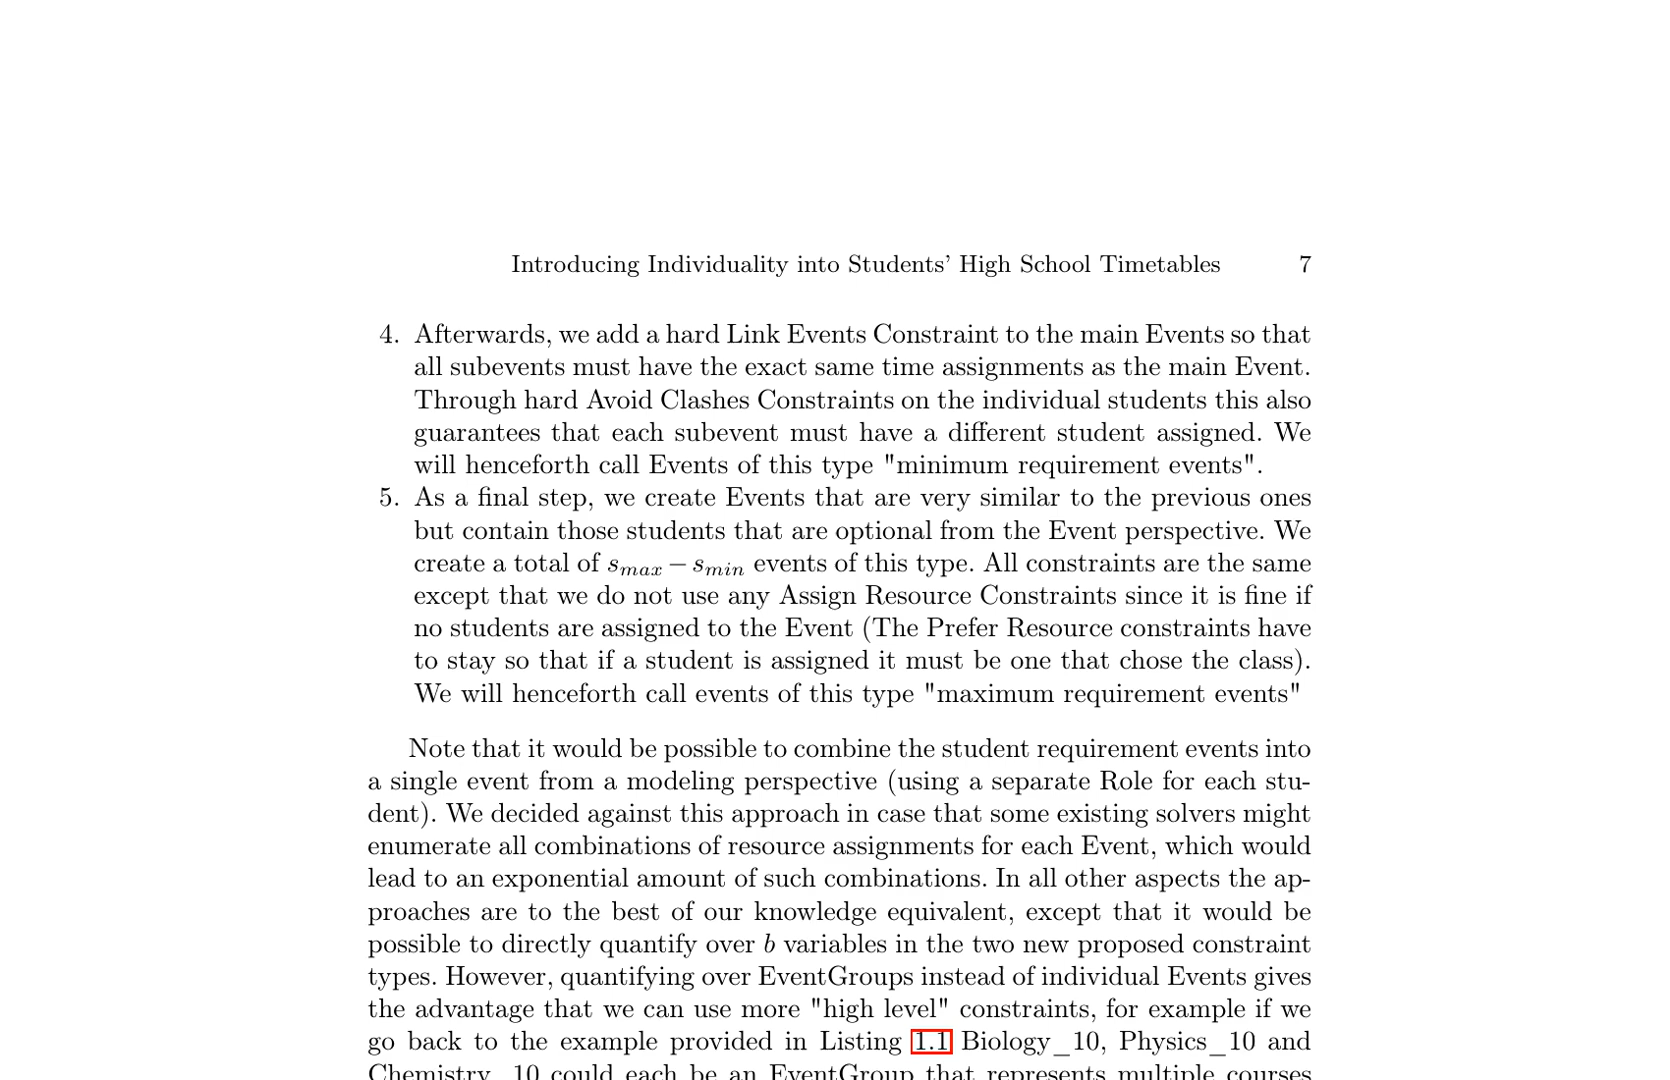 Introducing Individuality into Students' High School Timetables 7
4. Afterwards, we add a hard Link Events Constraint to the main Events so that
all subevents must have the exact same time assignments as the main Event.
Through hard Avoid Clashes Constraints on the individual students this also
guarantees that each subevent must have a different student assigned. We
will henceforth call Events of this type "minimum requirement events".
5. As a final step, we create Events that are very similar to the previous ones
but contain those students that are optional from the Event perspective. We
create a total of s_max − s_min events of this type. All constraints are the same
except that we do not use any Assign Resource Constraints since it is fine if
no students are assigned to the Event (The Prefer Resource constraints have
to stay so that if a student is assigned it must be one that chose the class).
We will henceforth call events of this type "maximum requirement events"
Note that it would be possible to combine the student requirement events into
a single event from a modeling perspective (using a separate Role for each stu-
dent). We decided against this approach in case that some existing solvers might
enumerate all combinations of resource assignments for each Event, which would
lead to an exponential amount of such combinations. In all other aspects the ap-
proaches are to the best of our knowledge equivalent, except that it would be
possible to directly quantify over b variables in the two new proposed constraint
types. However, quantifying over EventGroups instead of individual Events gives
the advantage that we can use more "high level" constraints, for example if we
go back to the example provided in Listing 1.1 Biology_10, Physics_10 and
Chemistry_10 could each be an EventGroup that represents multiple courses